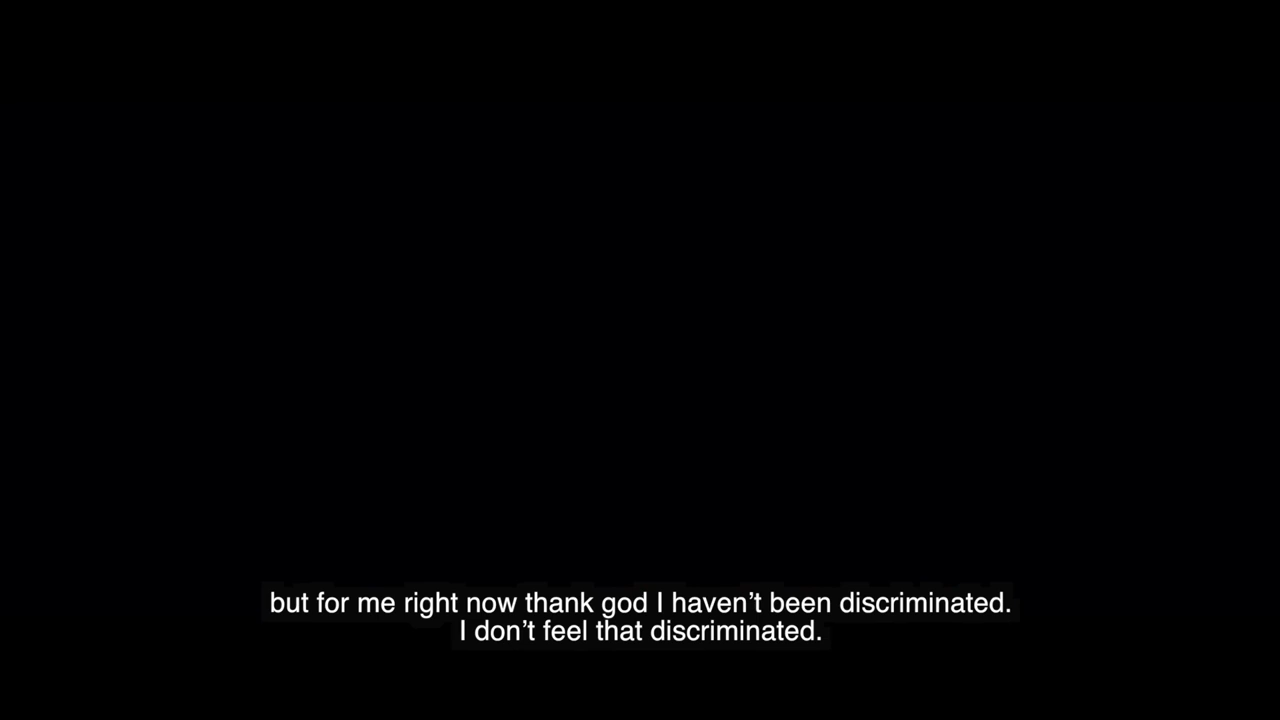 but for me right now thank god I haven’t been discriminated.
I don’t feel that discriminated.